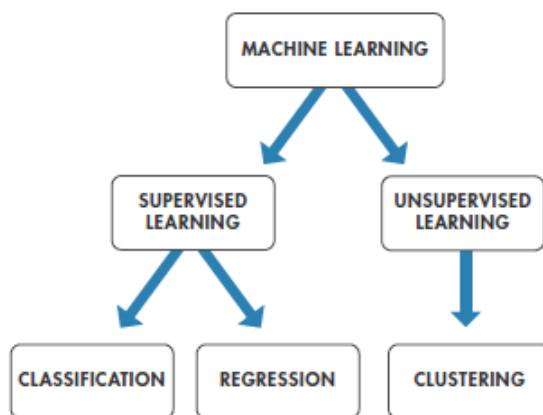 MACHINE LEARNING
SUPERVISED
LEARNING
UNSUPERVISED
LEARNING
CLASSIFICATION
REGRESSION
CLUSTERING